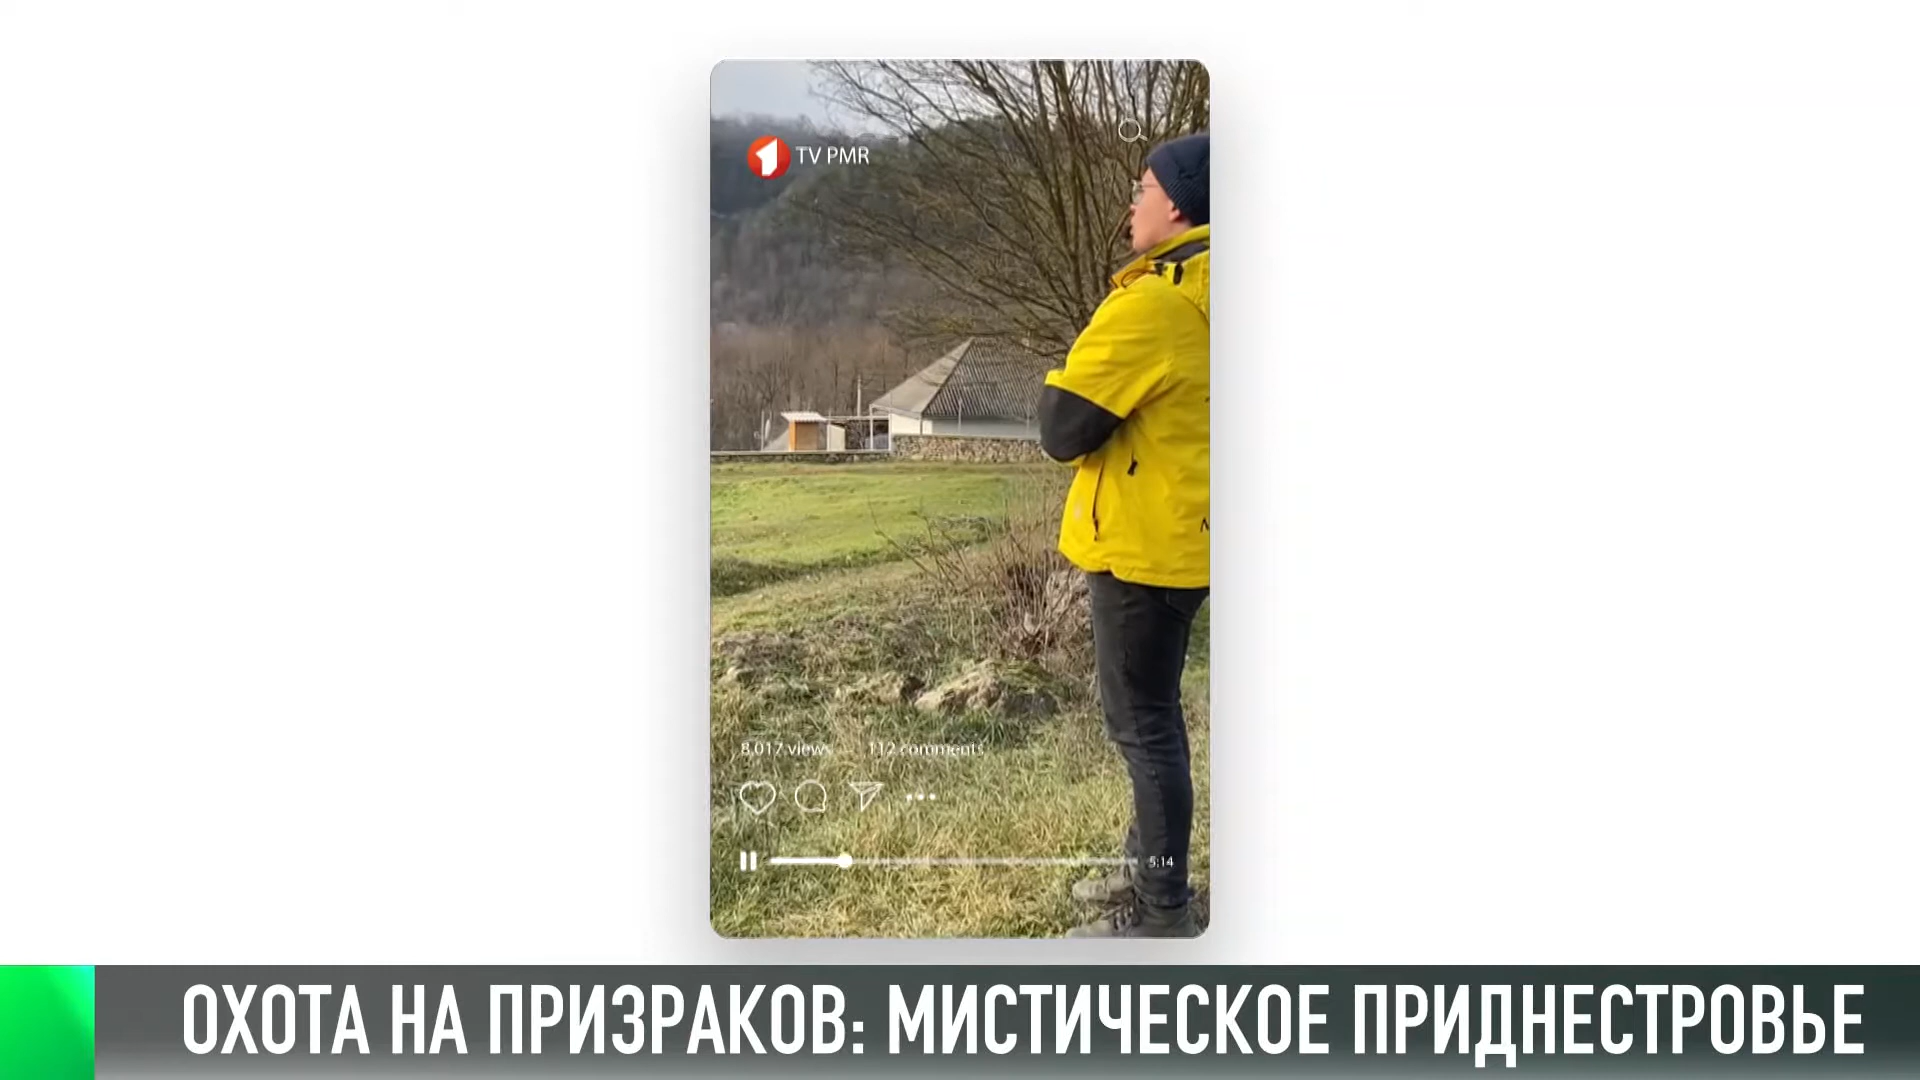 TV PMR
8,017 views 112 comments
5:14
ОХОТА НА ПРИЗРАКОВ: МИСТИЧЕСКОЕ ПРИДНЕСТРОВЬЕ